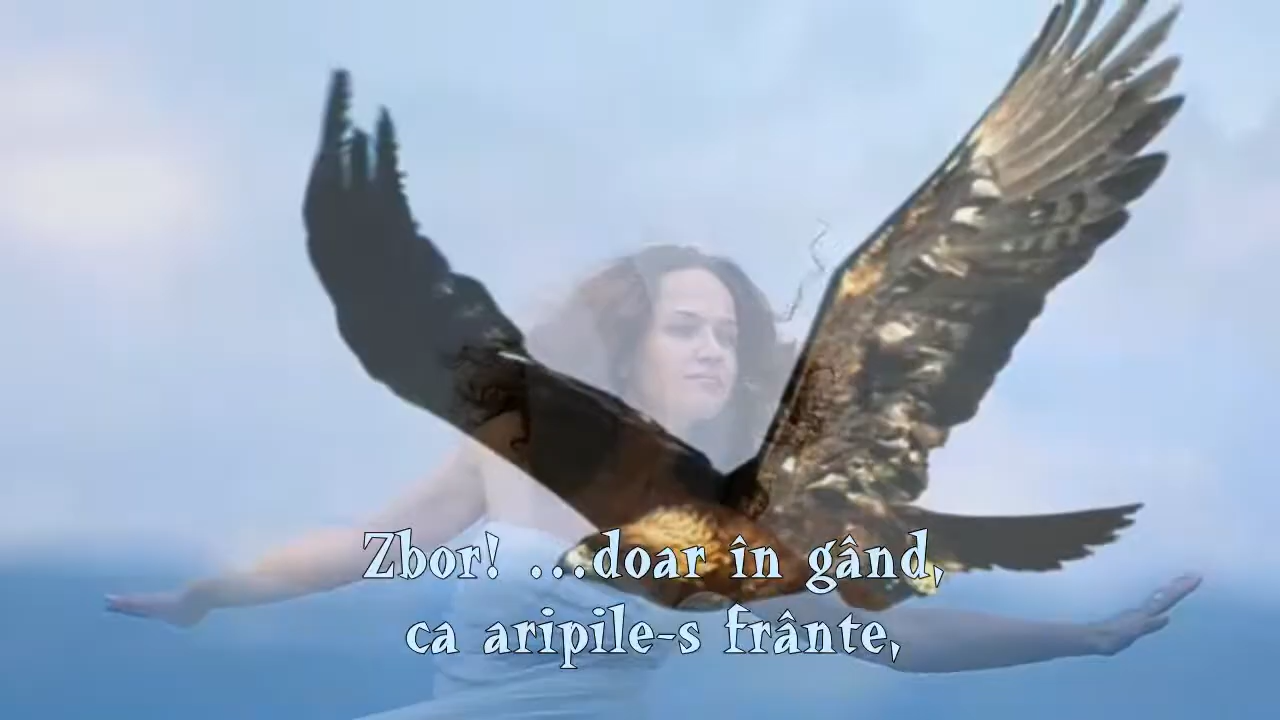 Zbor! ...doar în gând,
ca aripile-s frânte,